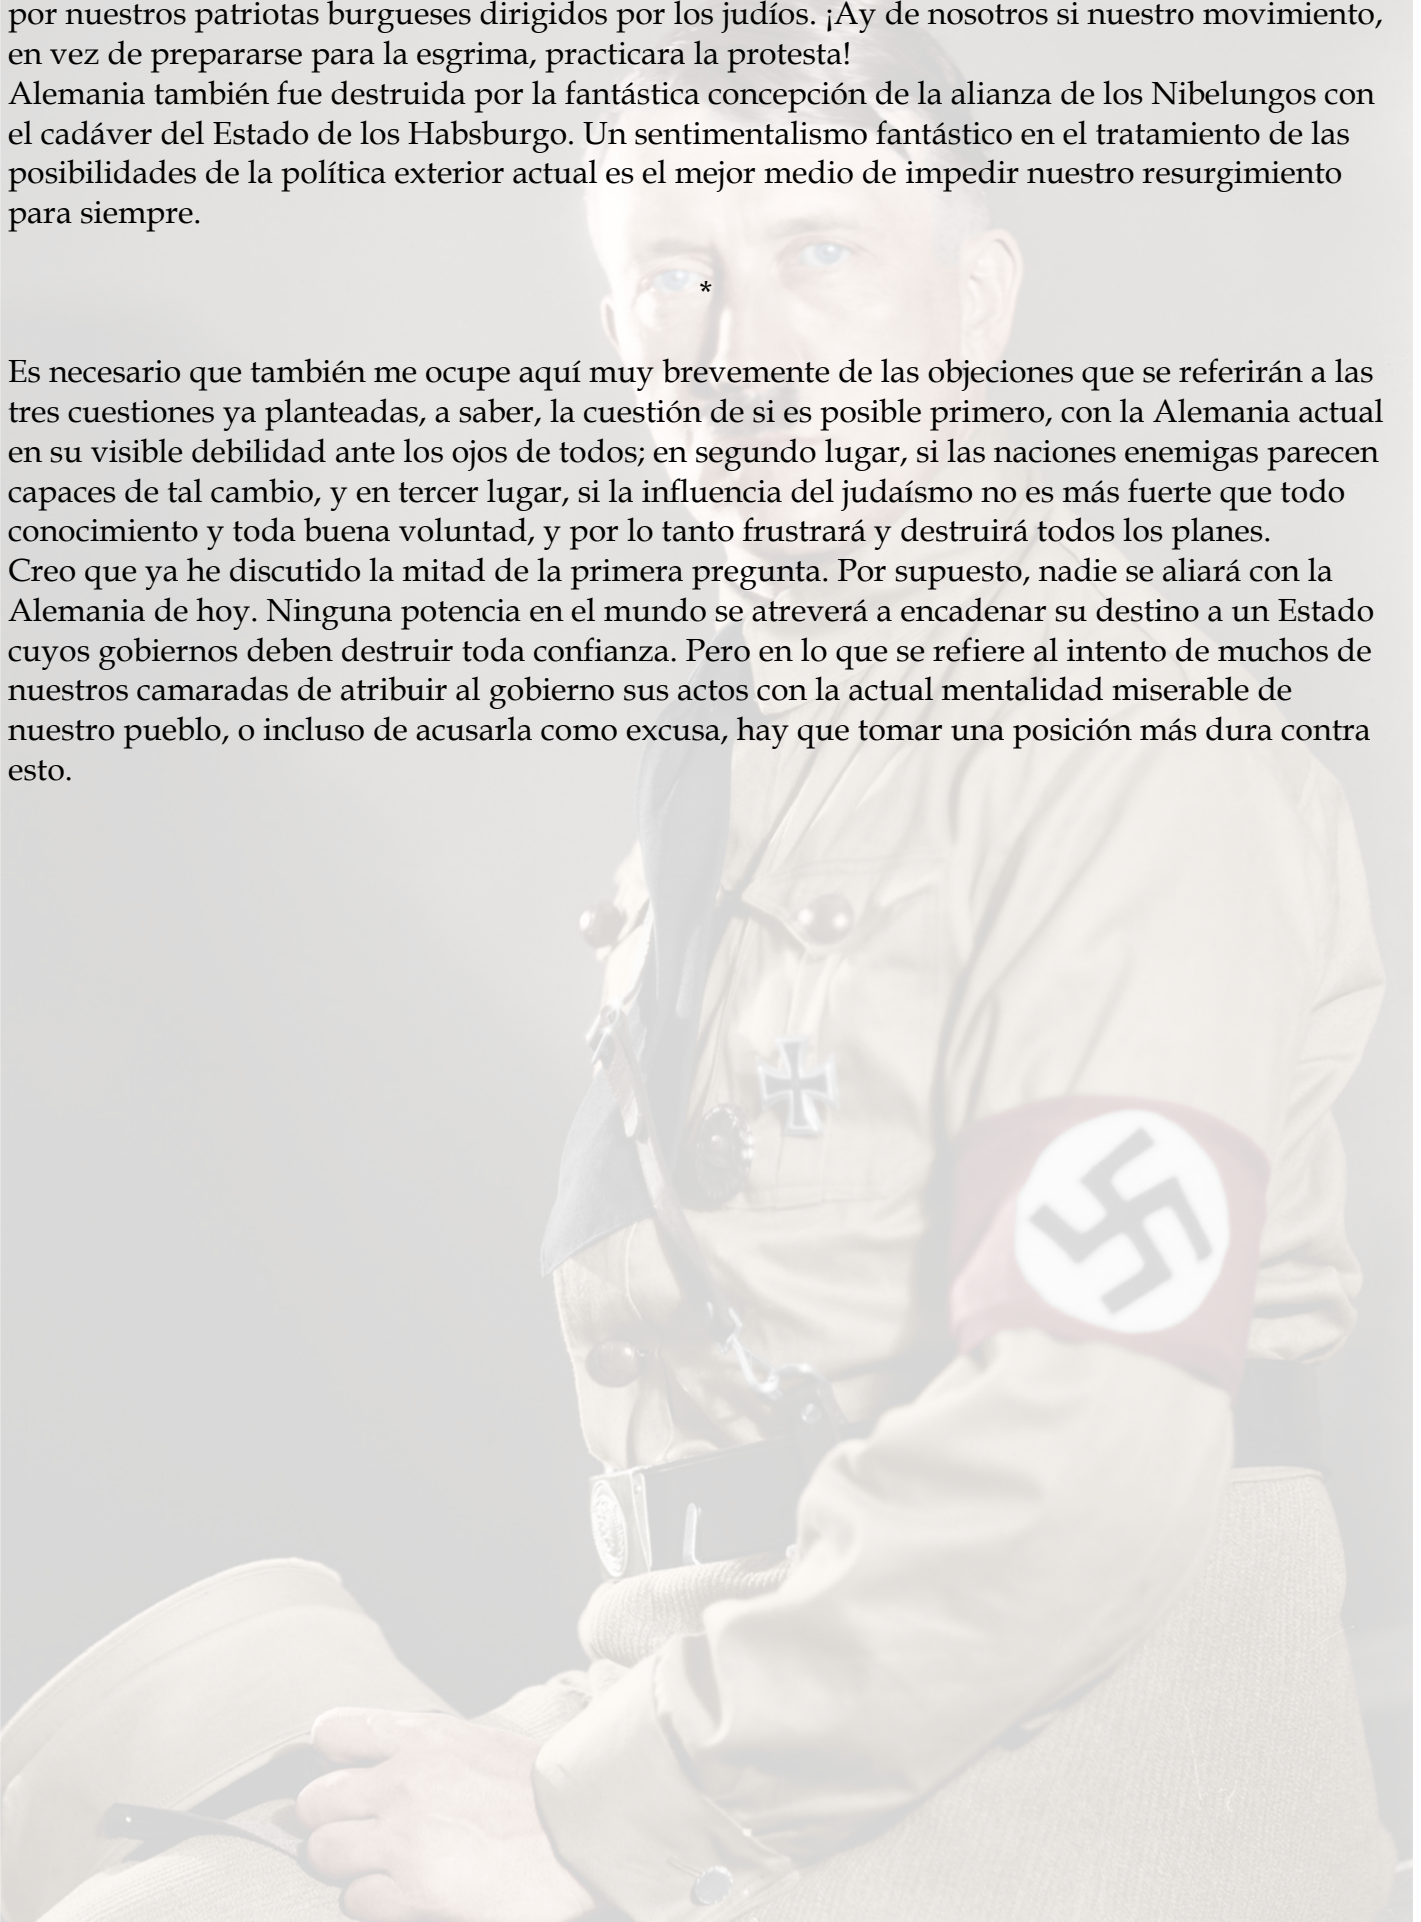 por nuestros patriotas burgueses dirigidos por los judíos. ¡Ay de nosotros si nuestro movimiento,
en vez de prepararse para la esgrima, practicara la protesta!
Alemania también fue destruida por la fantástica concepción de la alianza de los Nibelungos con
el cadáver del Estado de los Habsburgo. Un sentimentalismo fantástico en el tratamiento de las
posibilidades de la política exterior actual es el mejor medio de impedir nuestro resurgimiento
para siempre.
*
Es necesario que también me ocupe aquí muy brevemente de las objeciones que se referirán a las
tres cuestiones ya planteadas, a saber, la cuestión de si es posible primero, con la Alemania actual
en su visible debilidad ante los ojos de todos; en segundo lugar, si las naciones enemigas parecen
capaces de tal cambio, y en tercer lugar, si la influencia del judaísmo no es más fuerte que todo
conocimiento y toda buena voluntad, y por lo tanto frustrará y destruirá todos los planes.
Creo que ya he discutido la mitad de la primera pregunta. Por supuesto, nadie se aliará con la
Alemania de hoy. Ninguna potencia en el mundo se atreverá a encadenar su destino a un Estado
cuyos gobiernos deben destruir toda confianza. Pero en lo que se refiere al intento de muchos de
nuestros camaradas de atribuir al gobierno sus actos con la actual mentalidad miserable de
nuestro pueblo, o incluso de acusarla como excusa, hay que tomar una posición más dura contra
esto.